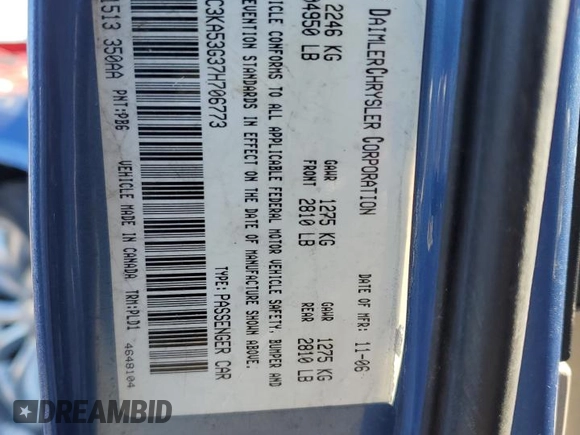 DAIMLERCHRYSLER CORPORATION
DATE OF MFR: 11-06
2246 KG
04950 LB
GAWR FRONT
1275 KG
2810 LB
GAWR REAR
1275 KG
2810 LB
ICLE CONFORMS TO ALL APPLICABLE FEDERAL MOTOR VEHICLE SAFETY, BUMPER AND
EVENTION STANDARDS IN EFFECT ON THE DATE OF MANUFACTURE SHOWN ABOVE.
C3KA53G37H706773
TYPE: PASSENGER CAR
1513 350AA
PNT:PB6
VEHICLE MADE IN CANADA
TRM:PLD1
4648104
DREAMBID